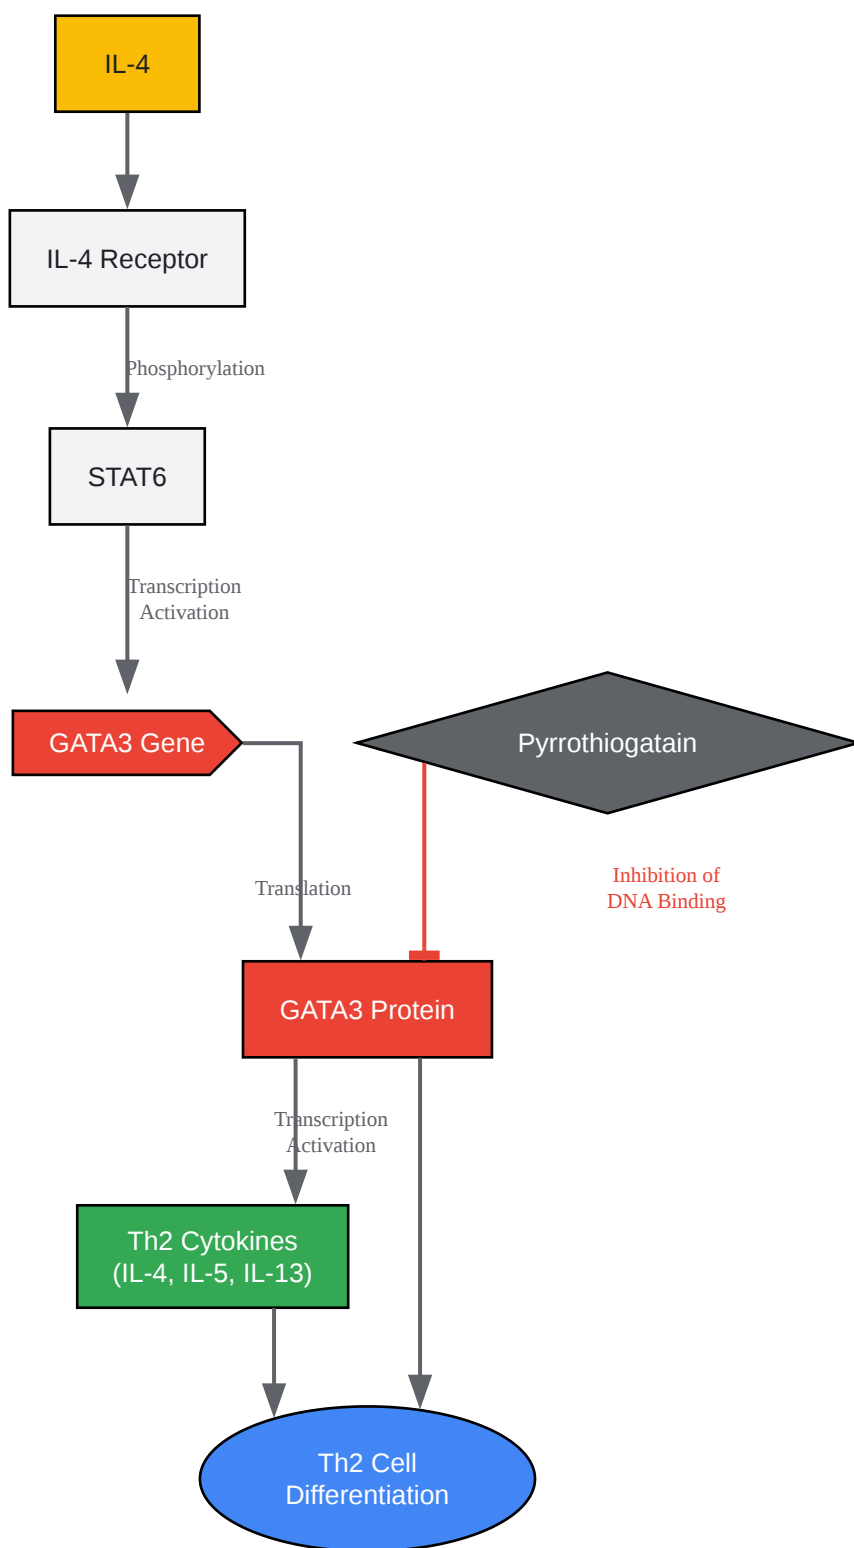 IL-4
IL-4 Receptor
Phosphorylation
STAT6
Transcription
Activation
GATA3 Gene
Pyrrothiogatain
Translation
Inhibition of
DNA Binding
GATA3 Protein
Transcription
Activation
Th2 Cytokines
(IL-4, IL-5, IL-13)
Th2 Cell
Differentiation